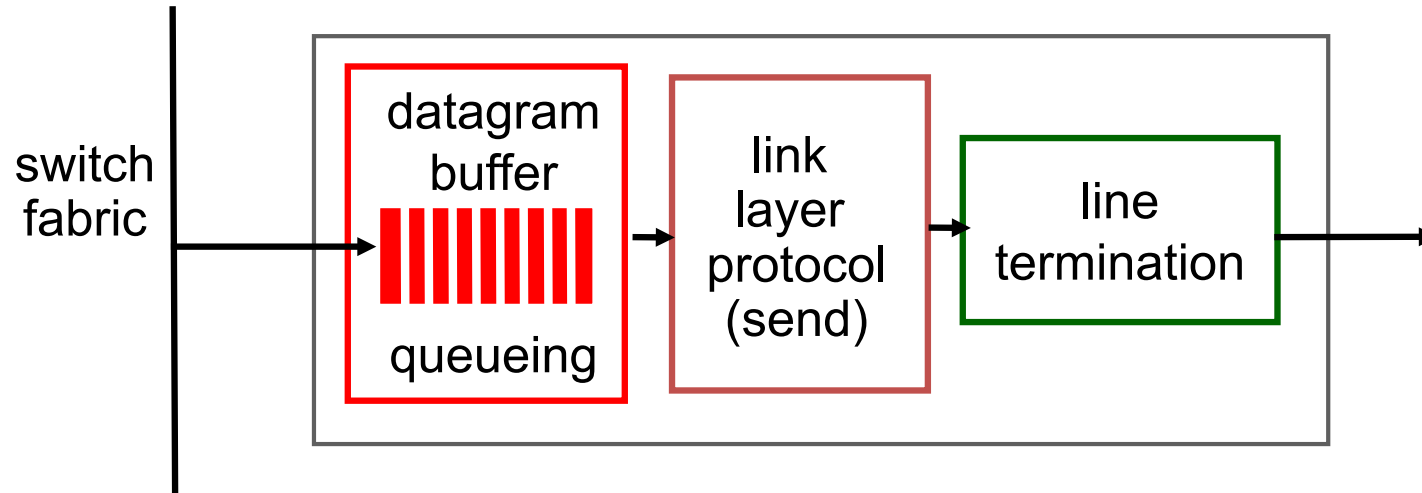 switch
fabric
datagram
buffer
queueing
link
layer
protocol
(send)
line
termination